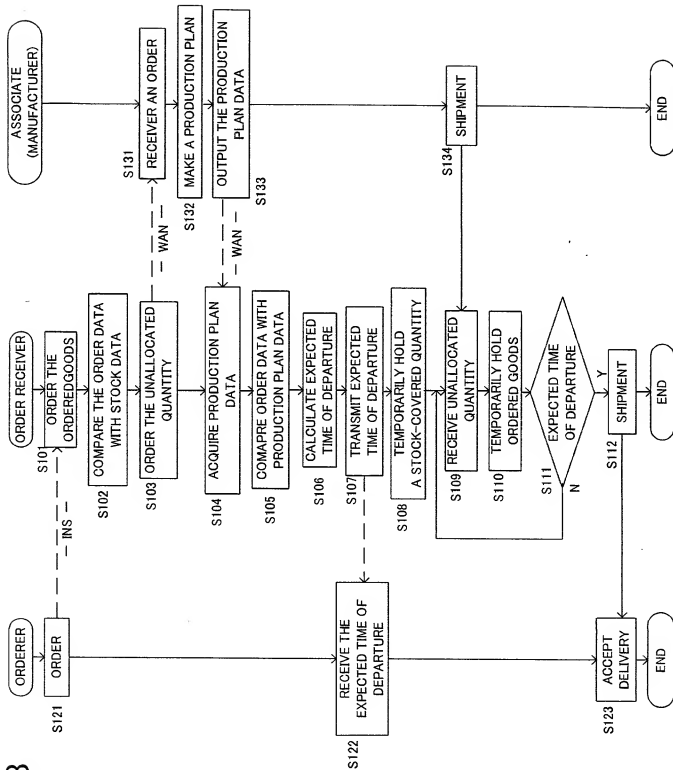 ORDERER
ORDER
S121
RECEIVE THE
EXPECTED TIME OF
DEPARTURE
S122
ACCEPT
DELIVERY
S123
END
— INS —
ORDER RECEIVER
ORDER THE
ORDEREDGOODS
S101
COMPARE THE ORDER DATA
WITH STOCK DATA
S102
ORDER THE UNALLOCATED
QUANTITY
S103
ACQUIRE PRODUCTION PLAN
DATA
S104
COMAPRE ORDER DATA WITH
PRODUCTION PLAN DATA
S105
CALCULATE EXPECTED
TIME OF DEPARTURE
S106
TRANSMIT EXPECTED
TIME OF DEPARTURE
S107
TEMPORARILY HOLD
A STOCK-COVERED QUANTITY
S108
RECEIVE UNALLOCATED
QUANTITY
S109
TEMPORARILY HOLD
ORDERED GOODS
S110
EXPECTED TIME
OF DEPARTURE
S111
N
Y
SHIPMENT
S112
END
— WAN —
— WAN —
ASSOCIATE
(MANUFACTURER)
RECEIVER AN ORDER
S131
MAKE A PRODUCTION PLAN
S132
OUTPUT THE PRODUCTION
PLAN DATA
S133
SHIPMENT
S134
END